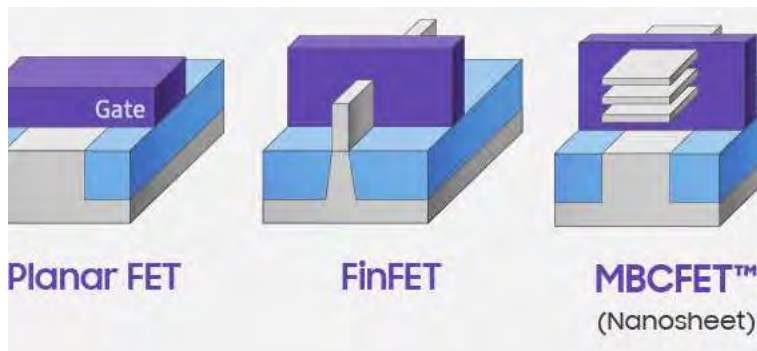 Gate
Planar FET
FinFET
MBCFET™
(Nanosheet)